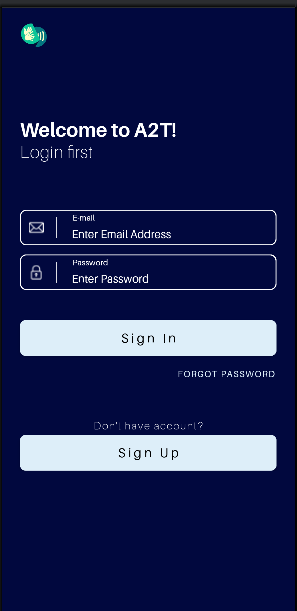 Welcome to A2T!
Login first
E-mail
Enter Email Address
Password
Enter Password
Sign In
FORGOT PASSWORD
Don't have account?
Sign Up